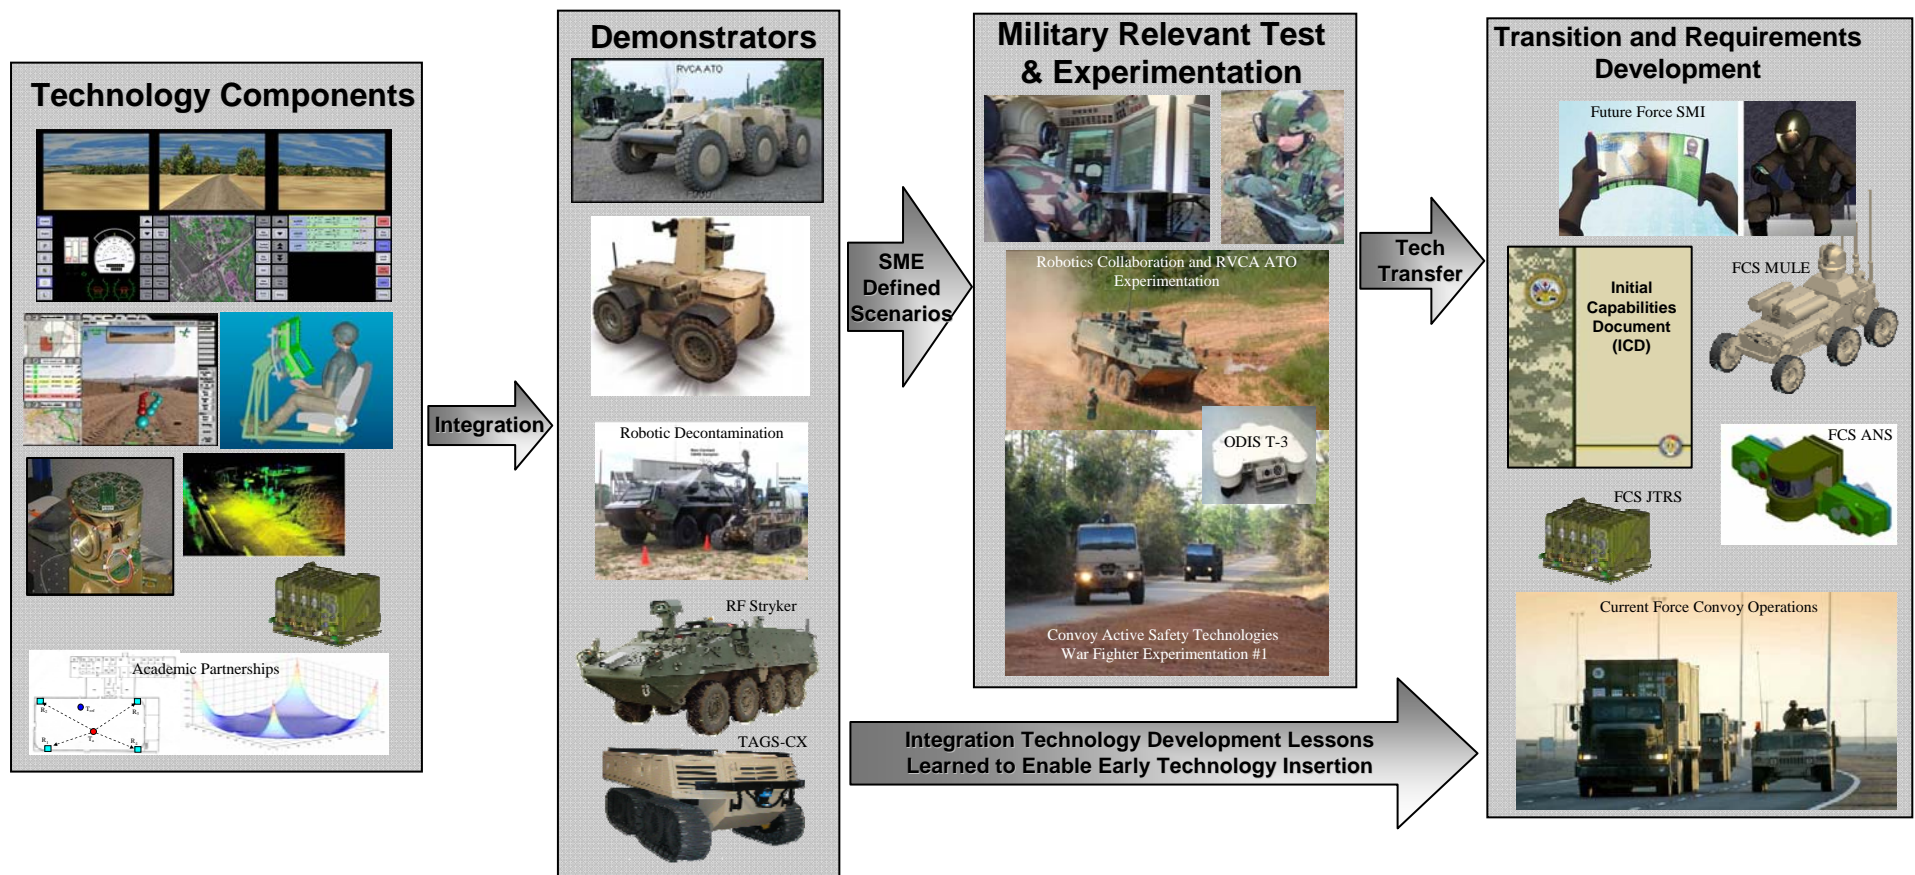 Technology Components
Academic Partnerships
Integration
Demonstrators
RVCA ATO
Robotic Decontamination
RF Stryker
TAGS-CX
SME
Defined
Scenarios
Military Relevant Test
& Experimentation
Robotics Collaboration and RVCA ATO
Experimentation
ODIS T-3
Convoy Active Safety Technologies
War Fighter Experimentation #1
Integration Technology Development Lessons
Learned to Enable Early Technology Insertion
Tech
Transfer
Transition and Requirements
Development
Future Force SMI
Initial
Capabilities
Document
(ICD)
FCS MULE
FCS ANS
FCS JTRS
Current Force Convoy Operations